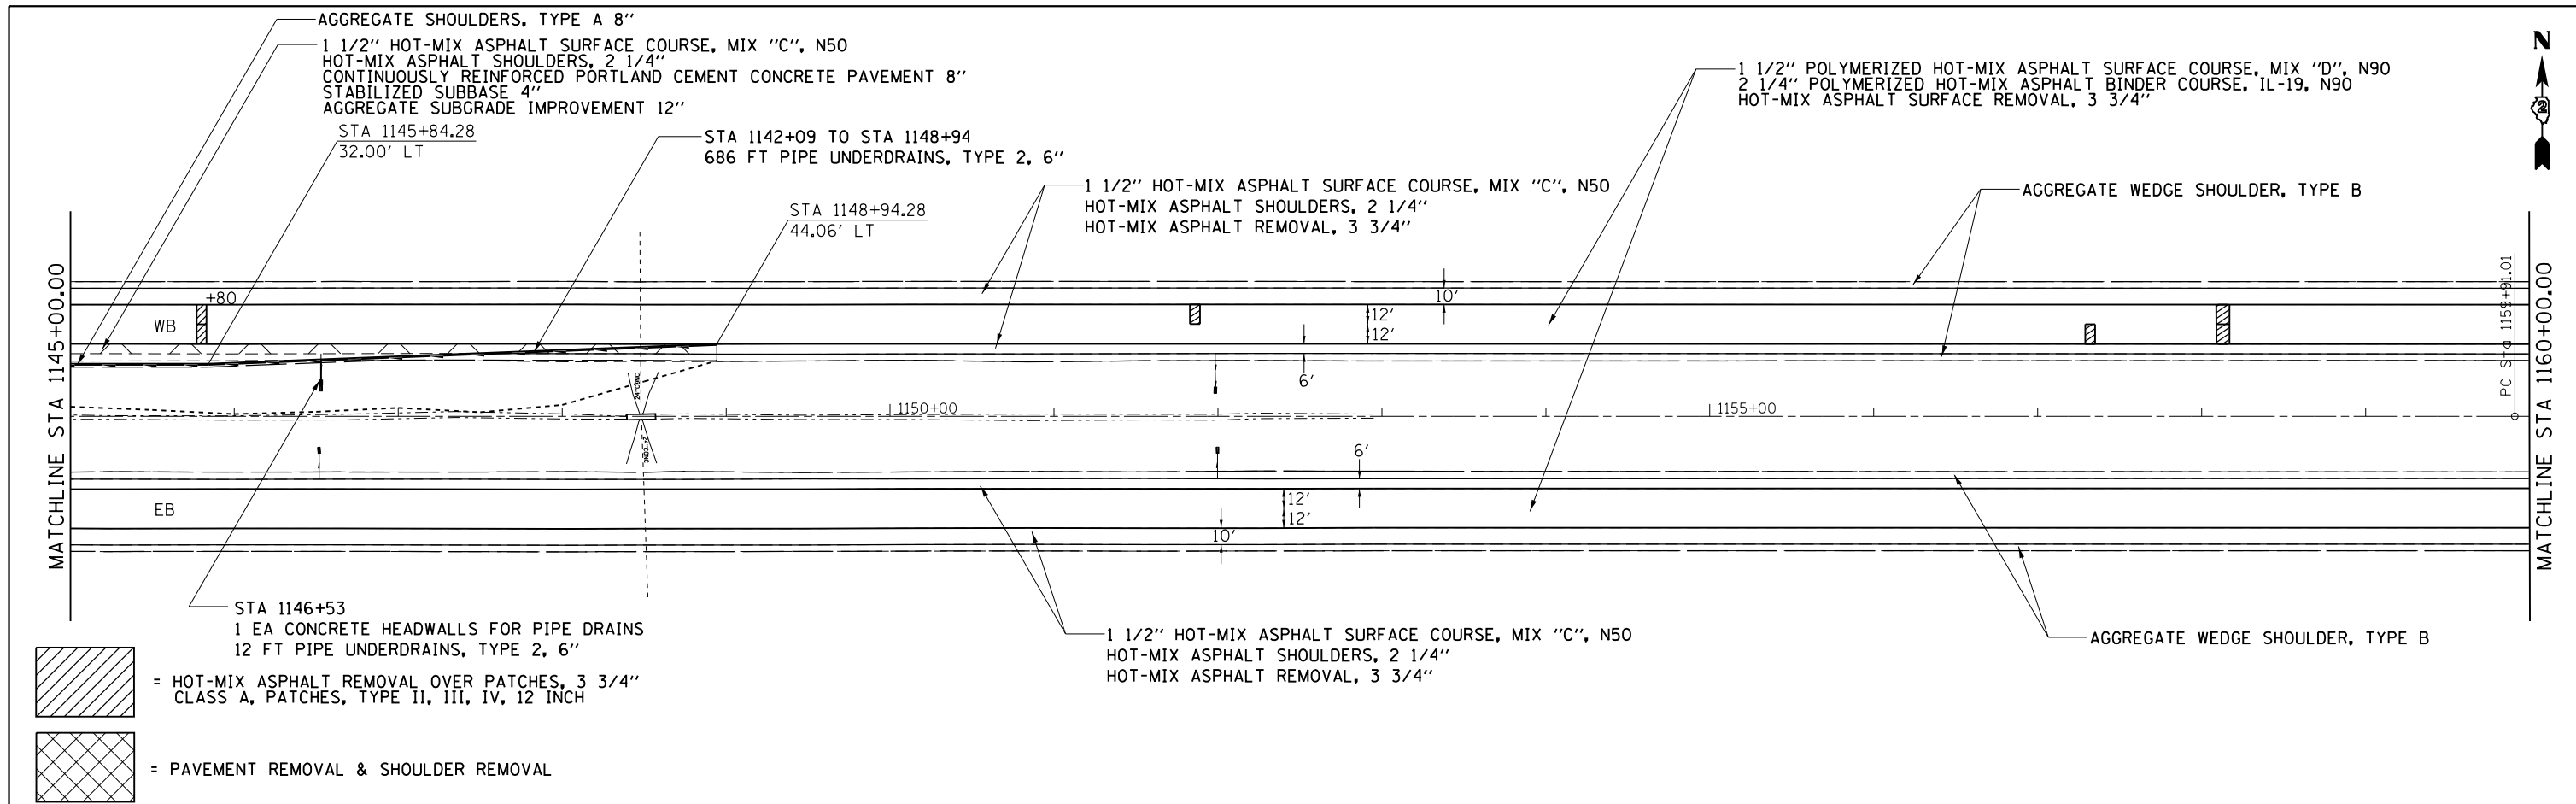 AGGREGATE SHOULDERS, TYPE A 8"
1 1/2" HOT-MIX ASPHALT SURFACE COURSE, MIX "C", N50
HOT-MIX ASPHALT SHOULDERS, 2 1/4"
CONTINUOUSLY REINFORCED PORTLAND CEMENT CONCRETE PAVEMENT 8"
STABILIZED SUBBASE 4"
AGGREGATE SUBGRADE IMPROVEMENT 12"
STA 1145+84.28
32.00' LT
STA 1142+09 TO STA 1148+94
686 FT PIPE UNDERDRAINS, TYPE 2, 6"
STA 1148+94.28
44.06' LT
1 1/2" HOT-MIX ASPHALT SURFACE COURSE, MIX "C", N50
HOT-MIX ASPHALT SHOULDERS, 2 1/4"
HOT-MIX ASPHALT REMOVAL, 3 3/4"
1 1/2" POLYMERIZED HOT-MIX ASPHALT SURFACE COURSE, MIX "D", N90
2 1/4" POLYMERIZED HOT-MIX ASPHALT BINDER COURSE, IL-19, N90
HOT-MIX ASPHALT SURFACE REMOVAL, 3 3/4"
AGGREGATE WEDGE SHOULDER, TYPE B
N
2
MATCHLINE STA 1145+00.00
+80
WB
10'
12'
12'
6'
24 CONC
1150+00
1155+00
PC Sta 1159+91.01
MATCHLINE STA 1160+00.00
24 CONC
6'
EB
12'
12'
10'
STA 1146+53
1 EA CONCRETE HEADWALLS FOR PIPE DRAINS
12 FT PIPE UNDERDRAINS, TYPE 2, 6"
1 1/2" HOT-MIX ASPHALT SURFACE COURSE, MIX "C", N50
HOT-MIX ASPHALT SHOULDERS, 2 1/4"
HOT-MIX ASPHALT REMOVAL, 3 3/4"
AGGREGATE WEDGE SHOULDER, TYPE B
= HOT-MIX ASPHALT REMOVAL OVER PATCHES, 3 3/4"
CLASS A, PATCHES, TYPE II, III, IV, 12 INCH
= PAVEMENT REMOVAL & SHOULDER REMOVAL